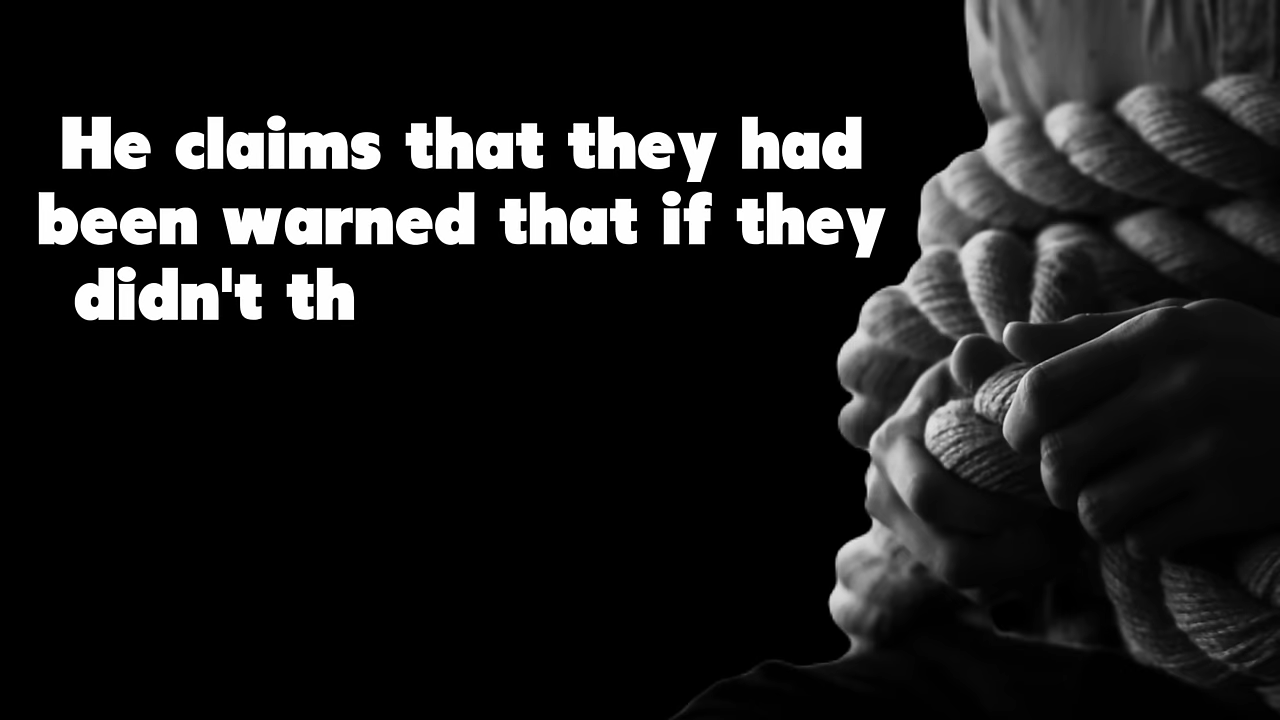 He claims that they had
been warned that if they
didn't th